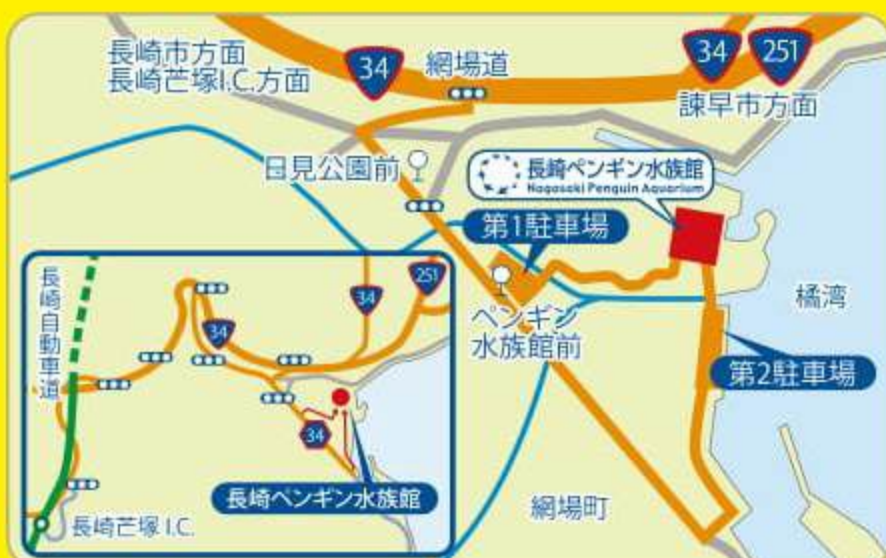 長崎市方面
長崎芒塚I.C.方面
34
網場道
34
251
諫早市方面
日見公園前
長崎ペンギン水族館
Nagasaki Penguin Aquarium
第1駐車場
ペンギン
水族館前
橘湾
第2駐車場
網場町
長崎自動車道
34
34
251
34
長崎ペンギン水族館
長崎芒塚 I.C.